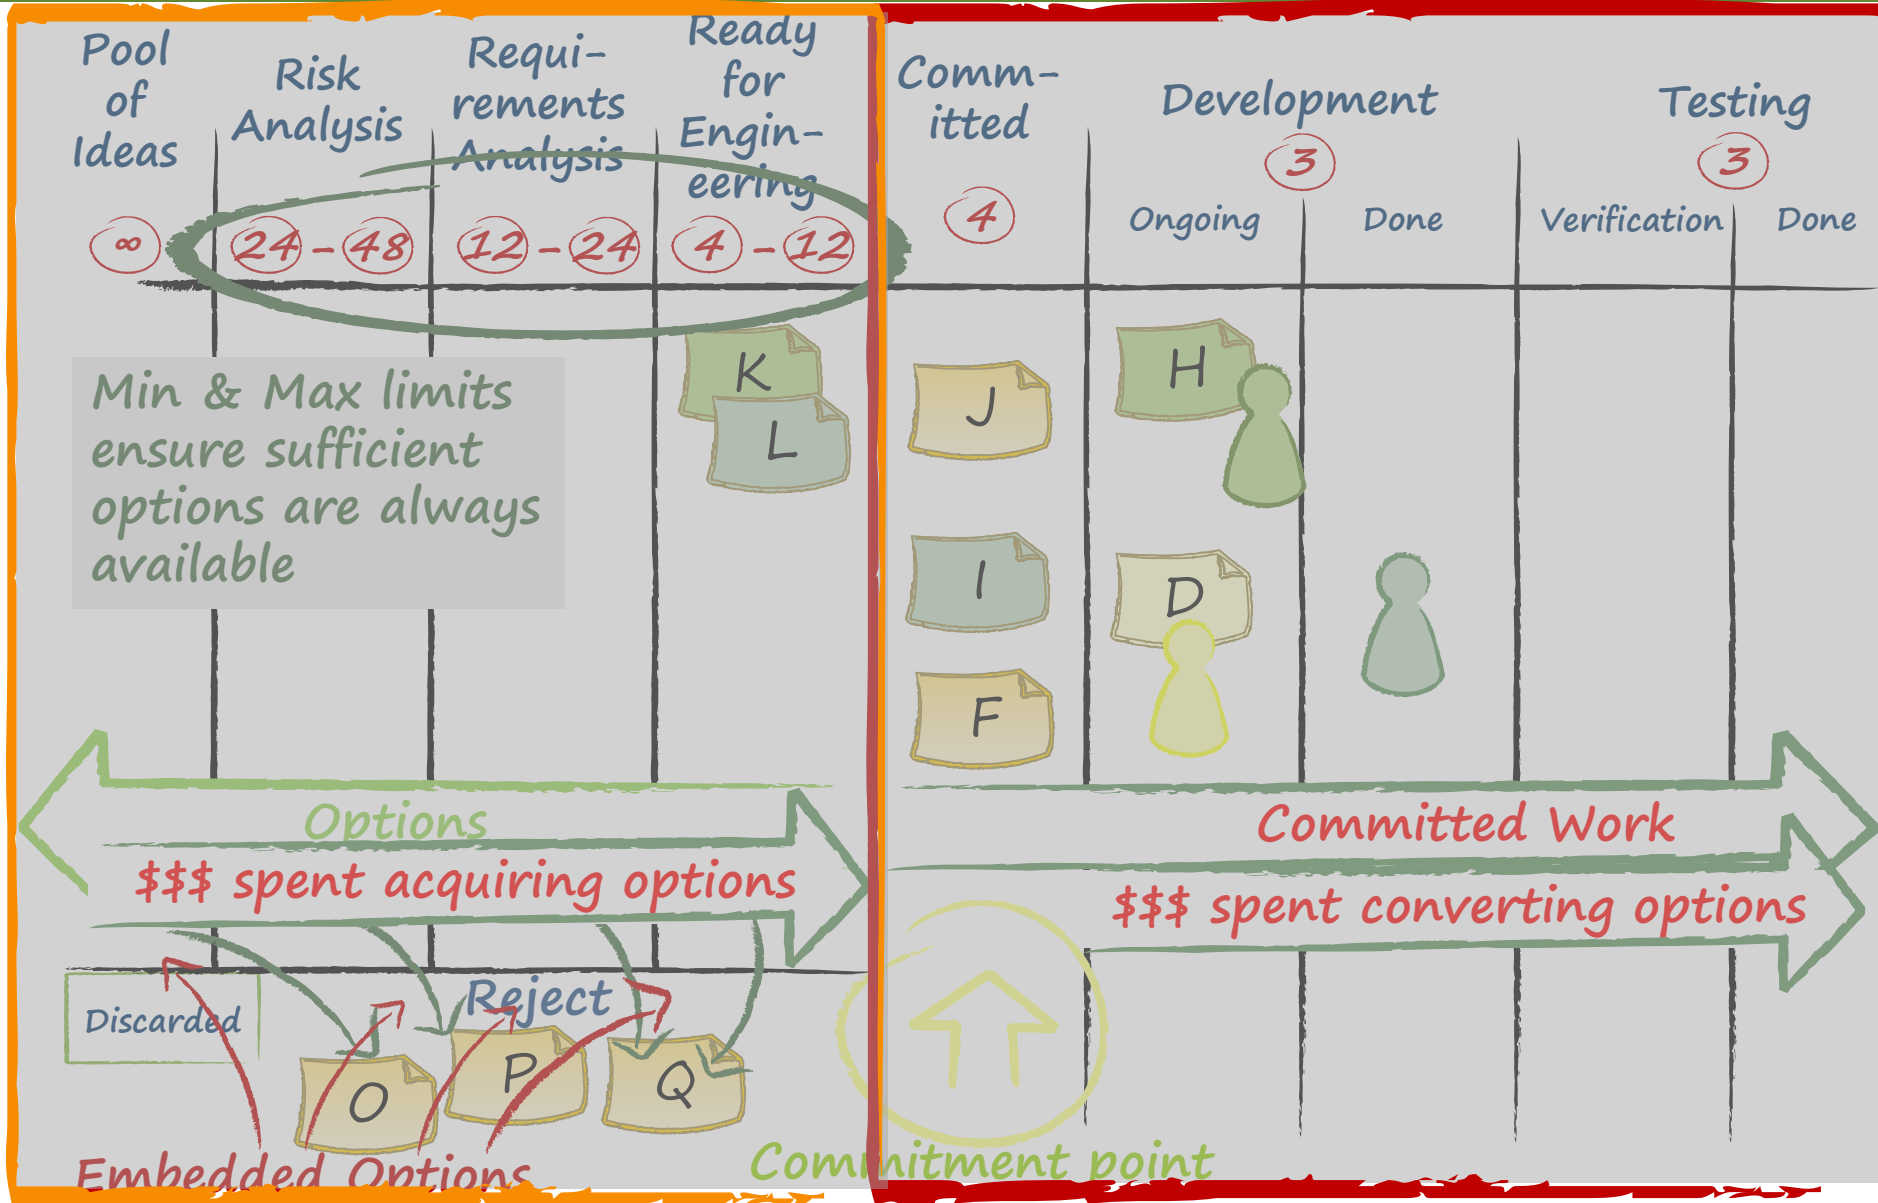 Pool
of
Ideas
Risk
Analysis
Requi-
rements
Analysis
Ready
for
Engin-
eering
Comm-
itted
Development
Testing
∞
24 - 48
12 - 24
4 - 12
4
3
3
Ongoing
Done
Verification
Done
Min & Max limits
ensure sufficient
options are always
available
K
L
J
I
F
H
D
Options
$$$ spent acquiring options
Committed Work
$$$ spent converting options
Discarded
Reject
O
P
Q
Embedded Options
Commitment point